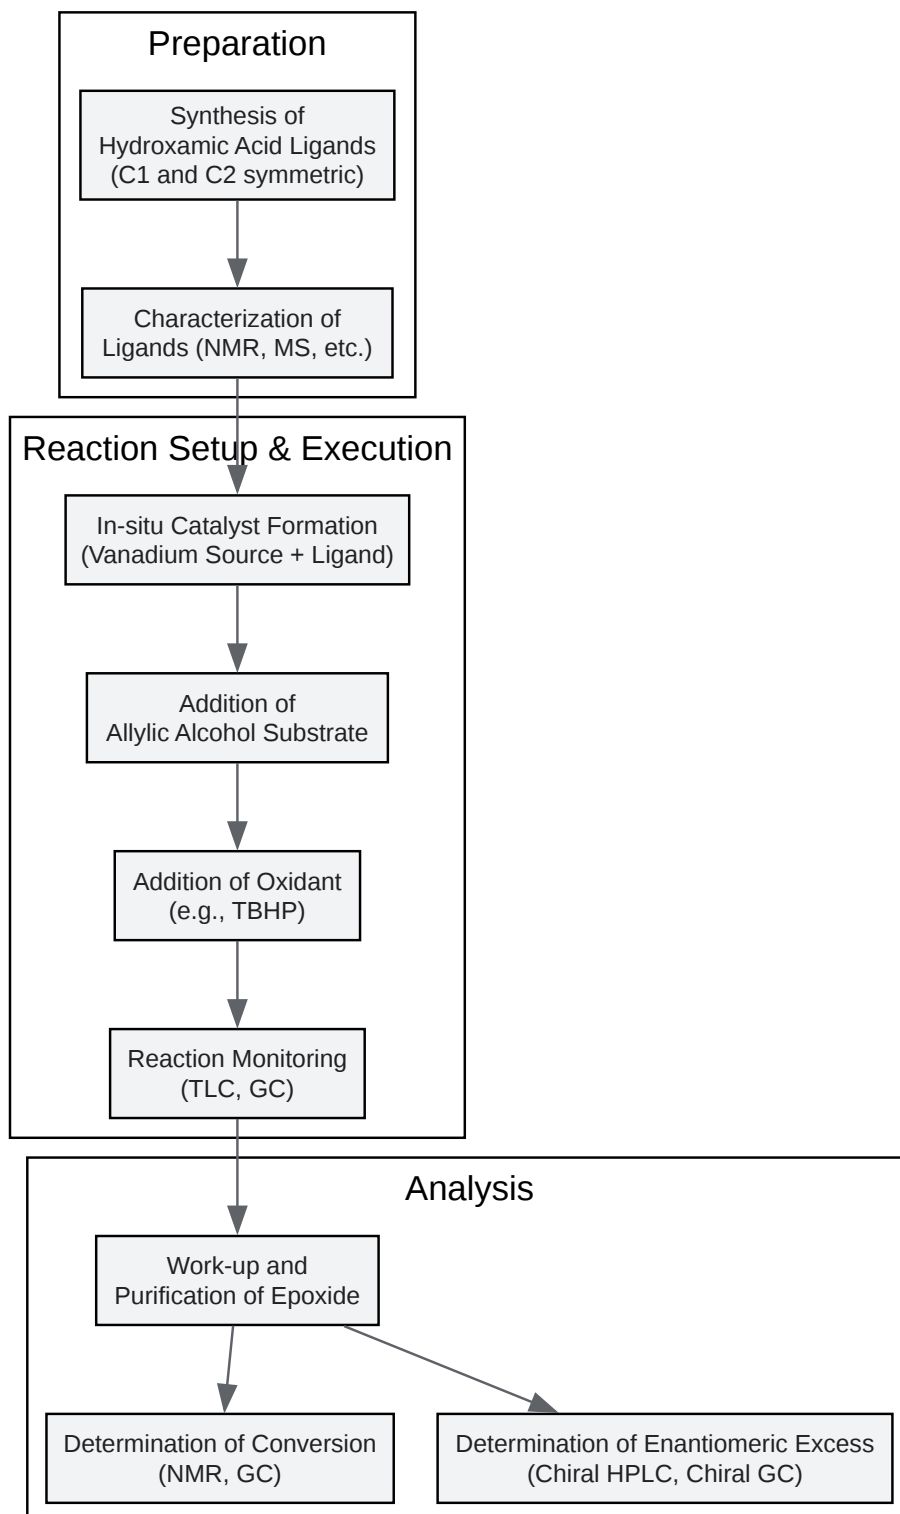 Preparation
Synthesis of
Hydroxamic Acid Ligands
(C1 and C2 symmetric)
Characterization of
Ligands (NMR, MS, etc.)
Reaction Setup & Execution
In-situ Catalyst Formation
(Vanadium Source + Ligand)
Addition of
Allylic Alcohol Substrate
Addition of Oxidant
(e.g., TBHP)
Reaction Monitoring
(TLC, GC)
Analysis
Work-up and
Purification of Epoxide
Determination of Conversion
(NMR, GC)
Determination of Enantiomeric Excess
(Chiral HPLC, Chiral GC)